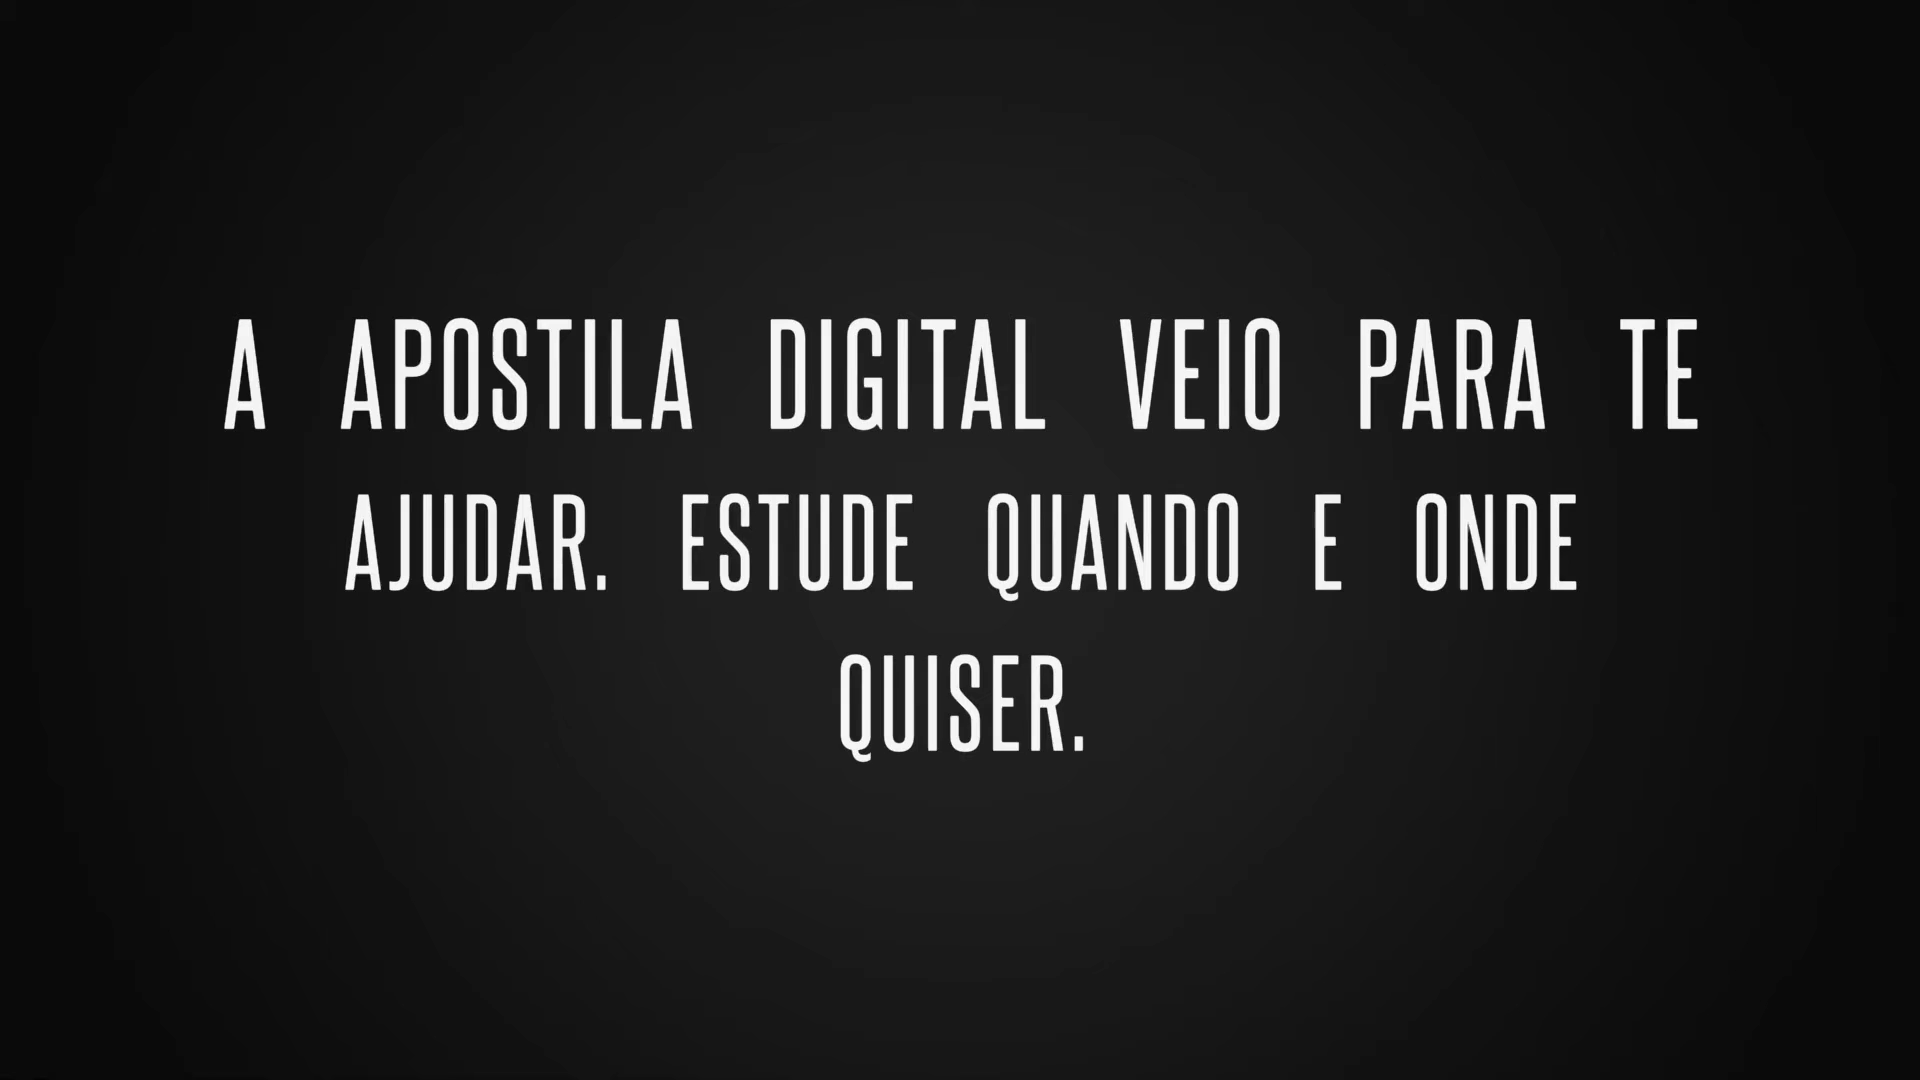 A APOSTILA DIGITAL VEIO PARA TE
AJUDAR. ESTUDE QUANDO E ONDE
QUISER.